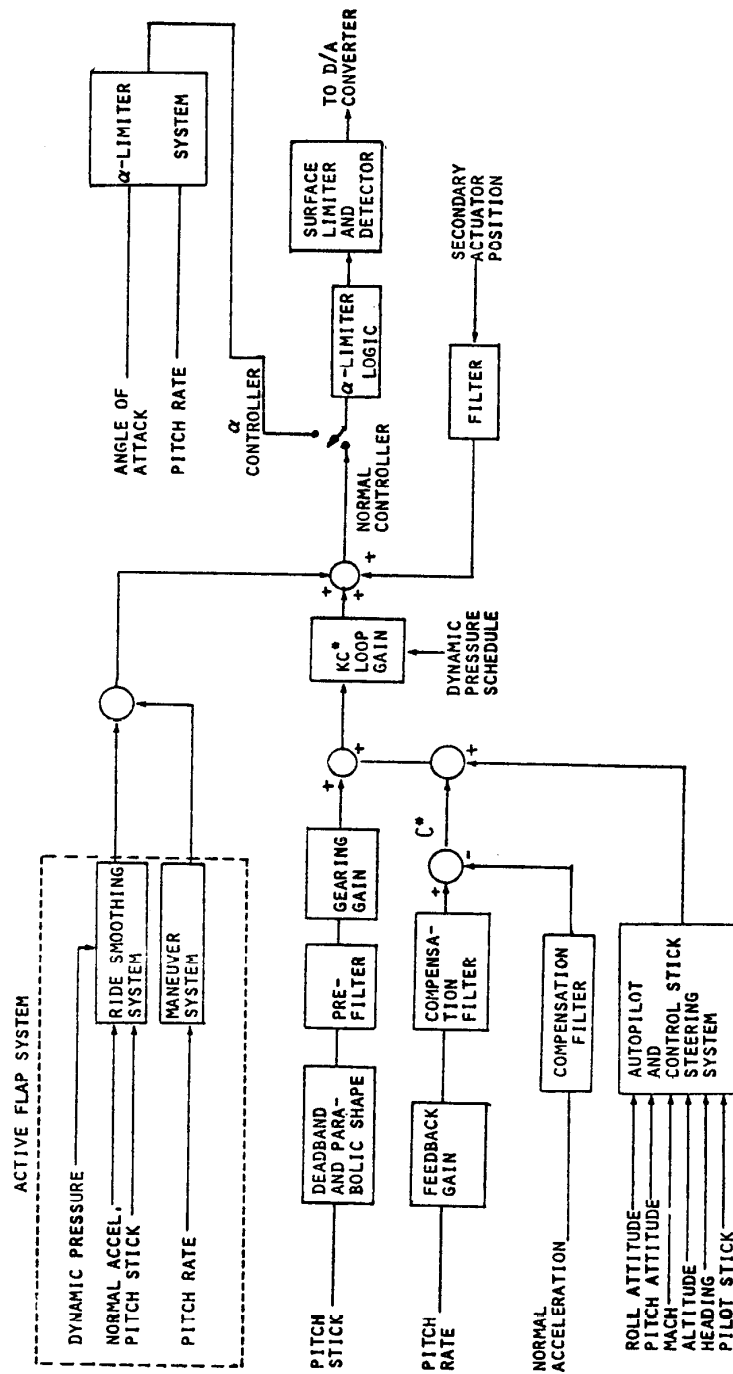 ACTIVE FLAP SYSTEM
DYNAMIC PRESSURE
NORMAL ACCEL,
PITCH STICK
RIDE SMOOTHING
SYSTEM
PITCH RATE
MANEUVER
SYSTEM
ANGLE OF
ATTACK
PITCH RATE
α-LIMITER
SYSTEM
α
CONTROLLER
PITCH
STICK
DEADBAND
AND PARA-
BOLIC SHAPE
PRE-
FILTER
GEARING
GAIN
+
+
KC*
LOOP
GAIN
DYNAMIC
PRESSURE
SCHEDULE
+
+
+
NORMAL
CONTROLLER
α-LIMITER
LOGIC
SURFACE
LIMITER
AND
DETECTOR
TO D/A
CONVERTER
PITCH
RATE
FEEDBACK
GAIN
COMPENSA-
TION
FILTER
+
-
C*
+
FILTER
SECONDARY
ACTUATOR
POSITION
NORMAL
ACCELERATION
COMPENSATION
FILTER
ROLL ATTITUDE
PITCH ATTITUDE
MACH
ALTITUDE
HEADING
PILOT STICK
AUTOPILOT
AND
CONTROL STICK
STEERING
SYSTEM